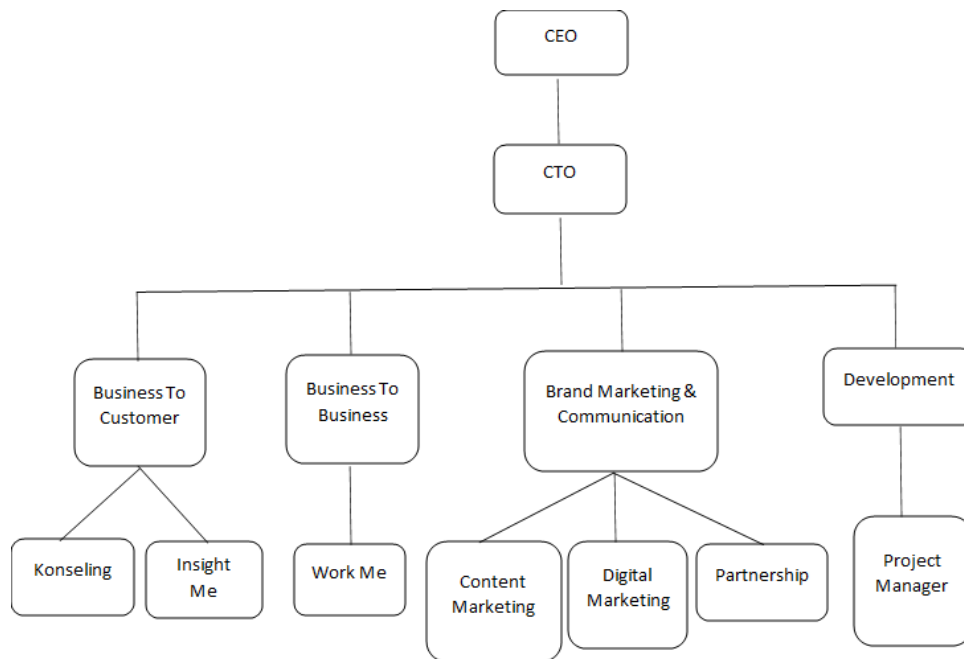 CEO
CTO
Business To
Customer
Business To
Business
Brand Marketing &
Communication
Development
Konseling
Insight
Me
Work Me
Content
Marketing
Digital
Marketing
Partnership
Project
Manager